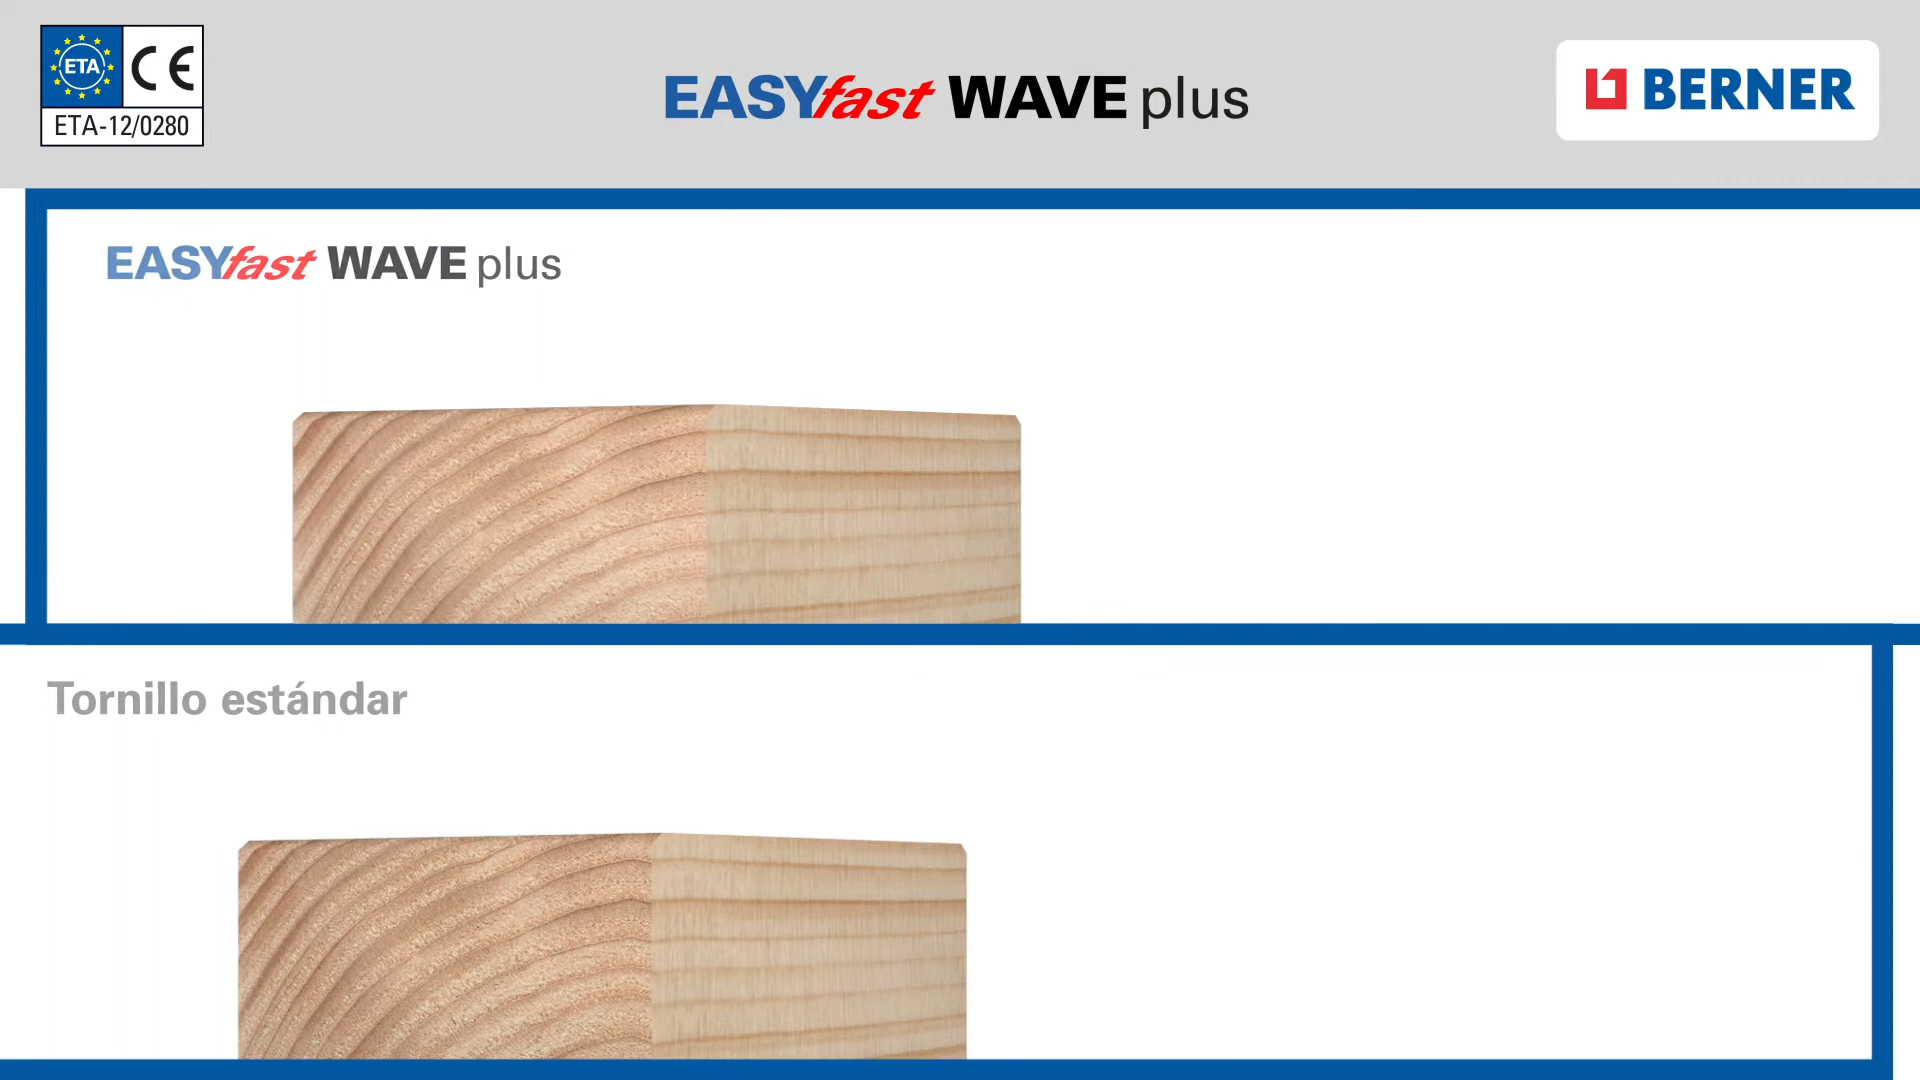 ETA CE
ETA-12/0280
EASYfast WAVE plus
BERNER
EASYfast WAVE plus
Tornillo estándar